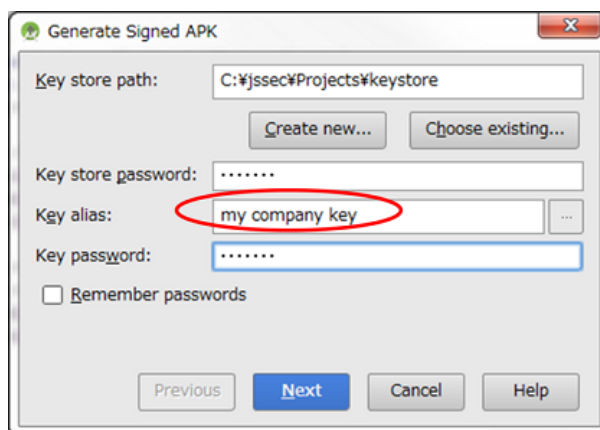 Generate Signed APK
Key store path: C:¥jssec¥Projects¥keystore
Create new... Choose existing...
Key store password: •••••••
Key alias: my company key ...
Key password: •••••••
Remember passwords
Previous Next Cancel Help